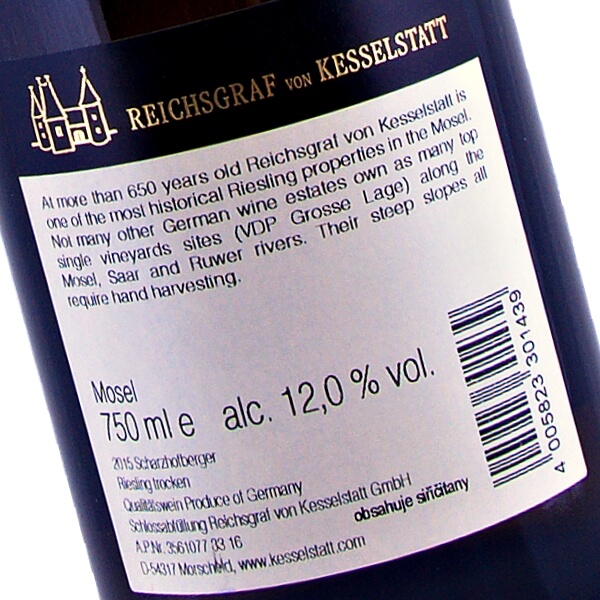 REICHSGRAF VON KESSELSTATT
At more than 650 years old Reichsgraf von Kesselstatt is
one of the most historical Riesling properties in the Mosel.
Not many other German wine estates own as many top
single vineyards sites (VDP Grosse Lage) along the
Mosel, Saar and Ruwer rivers. Their steep slopes all
require hand harvesting.
Mosel
750 ml e alc. 12,0 % vol.
2015 Scharzhofberger
Riesling trocken
Qualitätswein Produce of Germany
Schlossabfüllung Reichsgraf von Kesselstatt GmbH
obsahuje siřičitany
A.P.Nr. 3561077 33 16
D-54317 Morscheid, www.kesselstatt.com
4 005823 301439